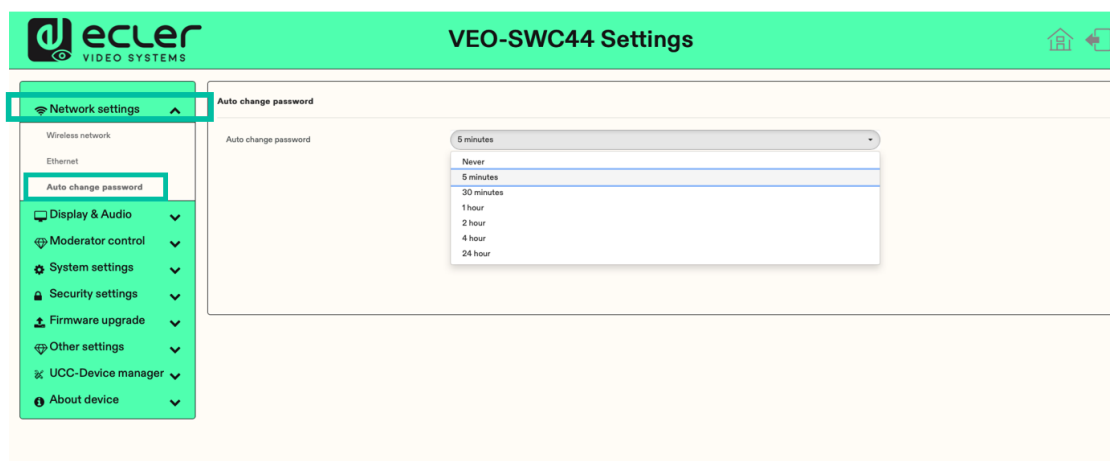 ecler
VIDEO SYSTEMS
VEO-SWC44 Settings
Network settings
Wireless network
Ethernet
Auto change password
Display & Audio
Moderator control
System settings
Security settings
Firmware upgrade
Other settings
UCC-Device manager
About device
Auto change password
Auto change password
5 minutes
Never
5 minutes
30 minutes
1 hour
2 hour
4 hour
24 hour